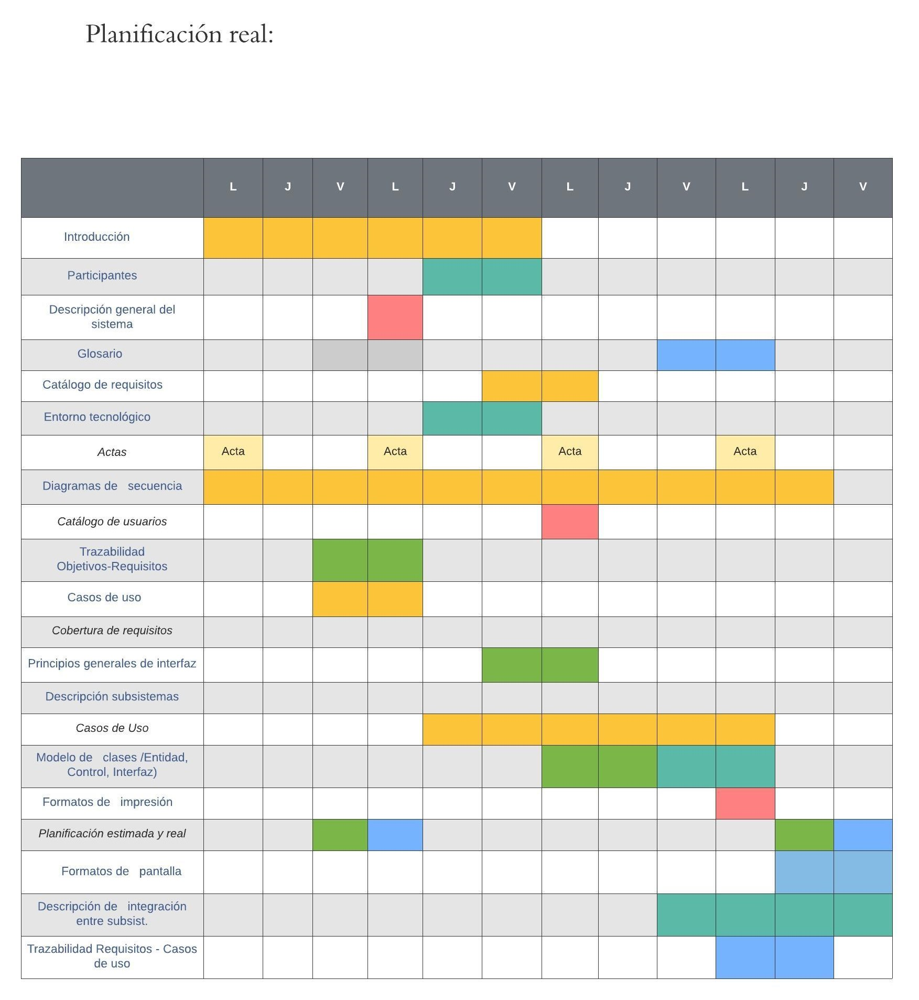 Planificación real:
L J V L J V L J V L J V
Introducción
Participantes
Descripción general del
sistema
Glosario
Catálogo de requisitos
Entorno tecnológico
Actas Acta Acta Acta Acta
Diagramas de secuencia
Catálogo de usuarios
Trazabilidad
Objetivos-Requisitos
Casos de uso
Cobertura de requisitos
Principios generales de interfaz
Descripción subsistemas
Casos de Uso
Modelo de clases /Entidad,
Control, Interfaz)
Formatos de impresión
Planificación estimada y real
Formatos de pantalla
Descripción de integración
entre subsist.
Trazabilidad Requisitos - Casos
de uso